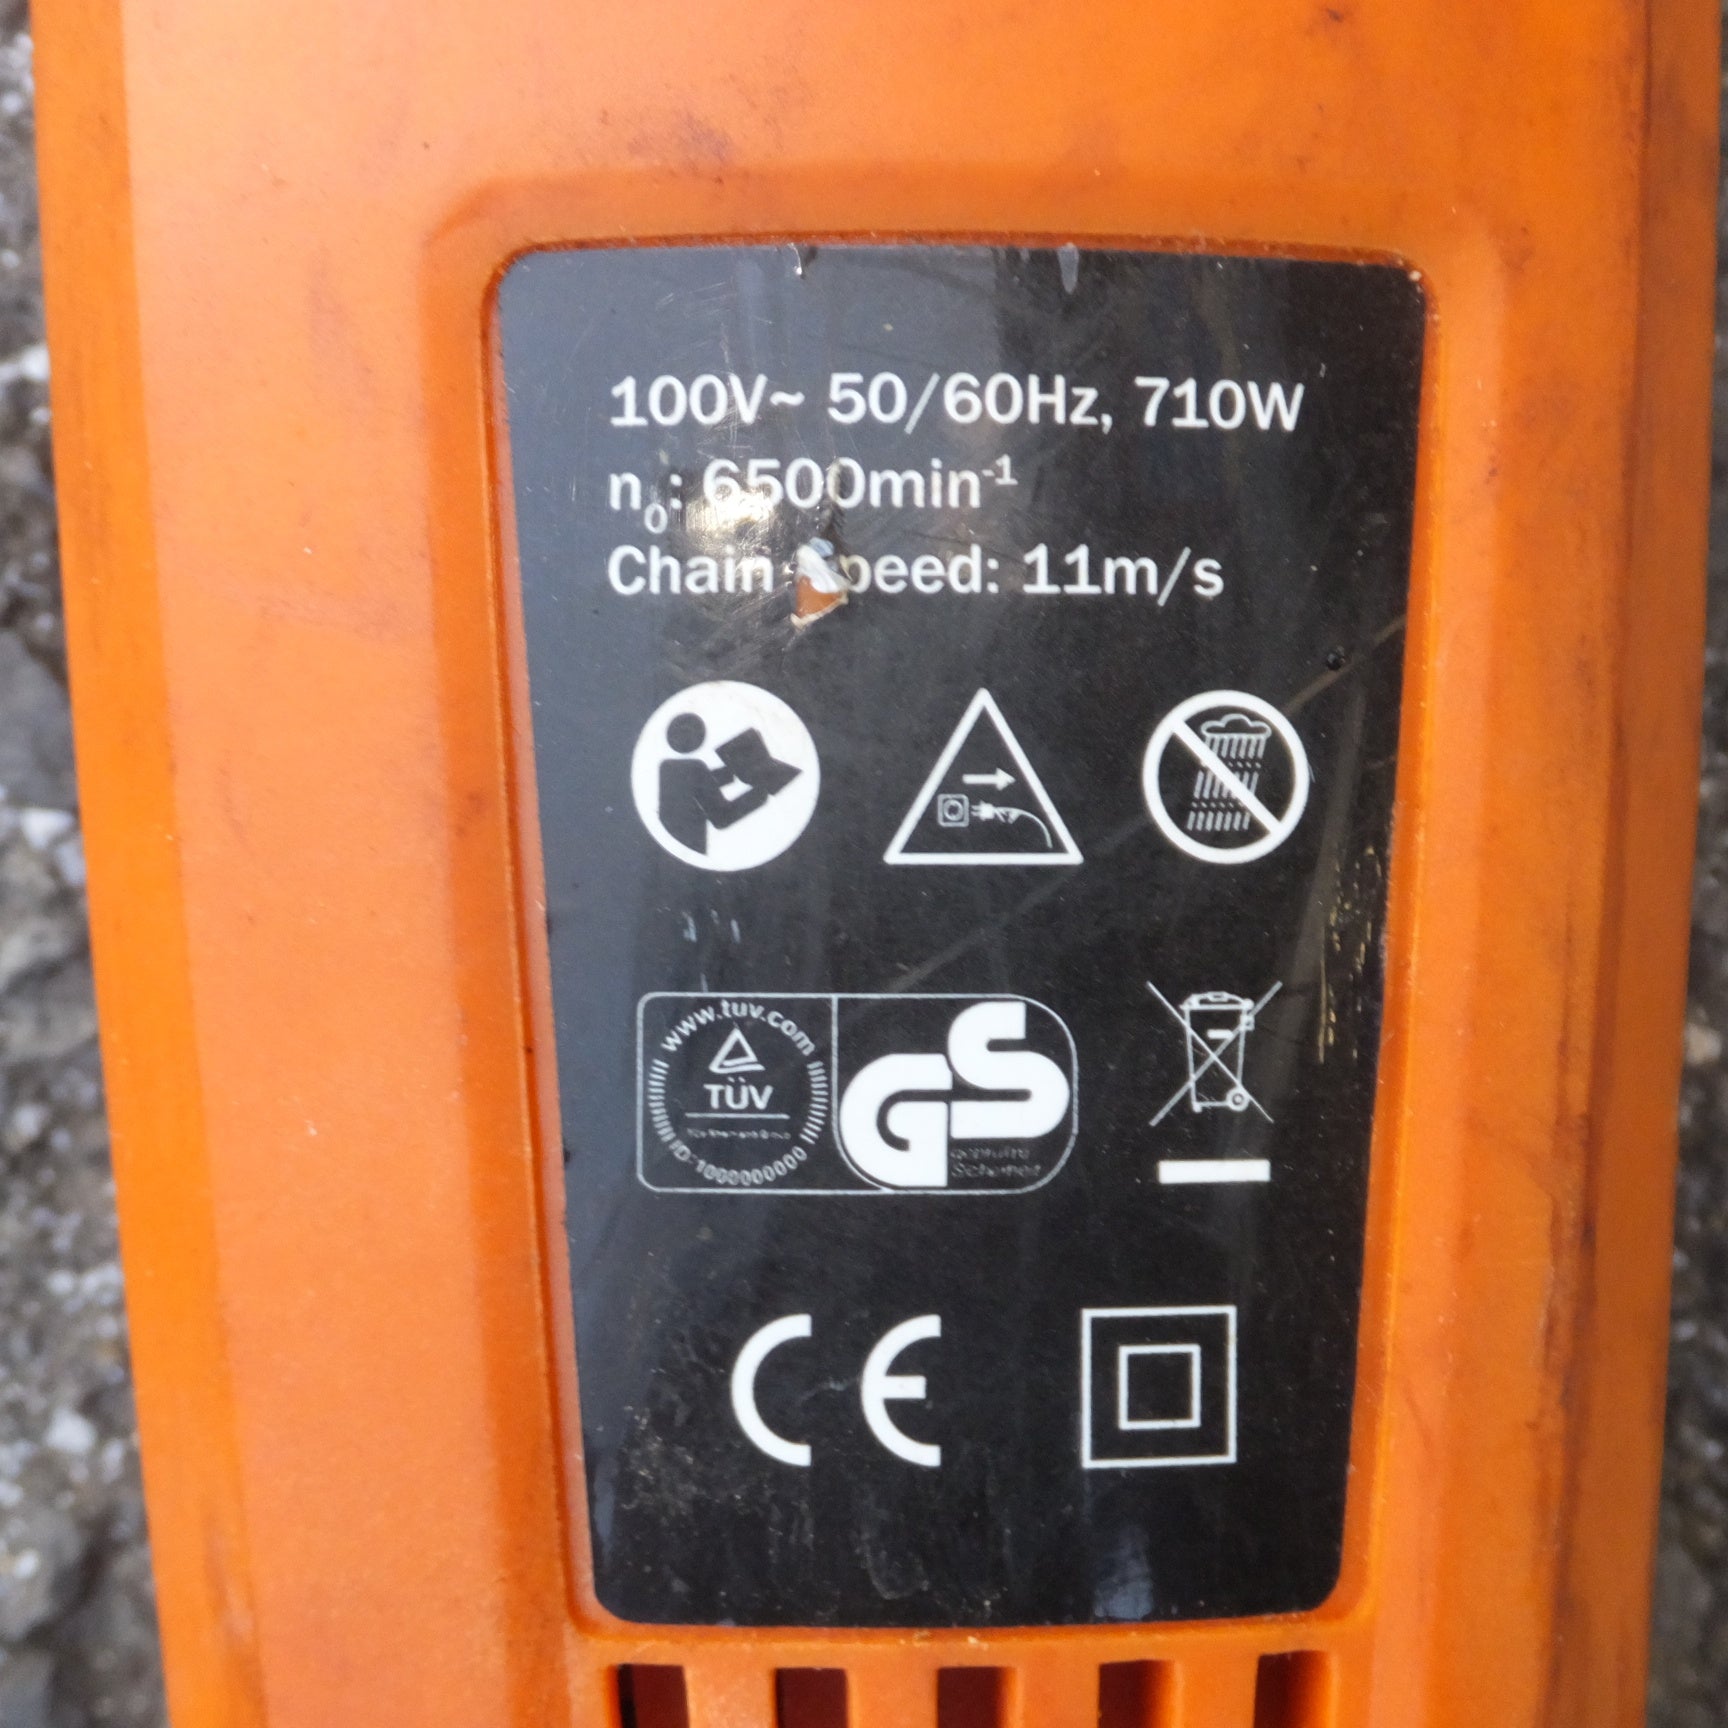 100V~ 50/60Hz, 710W
n₀: 6500min⁻¹
Chain Speed: 11m/s
www.tuv.com
TÜV
ID:1000000000
GS
CE